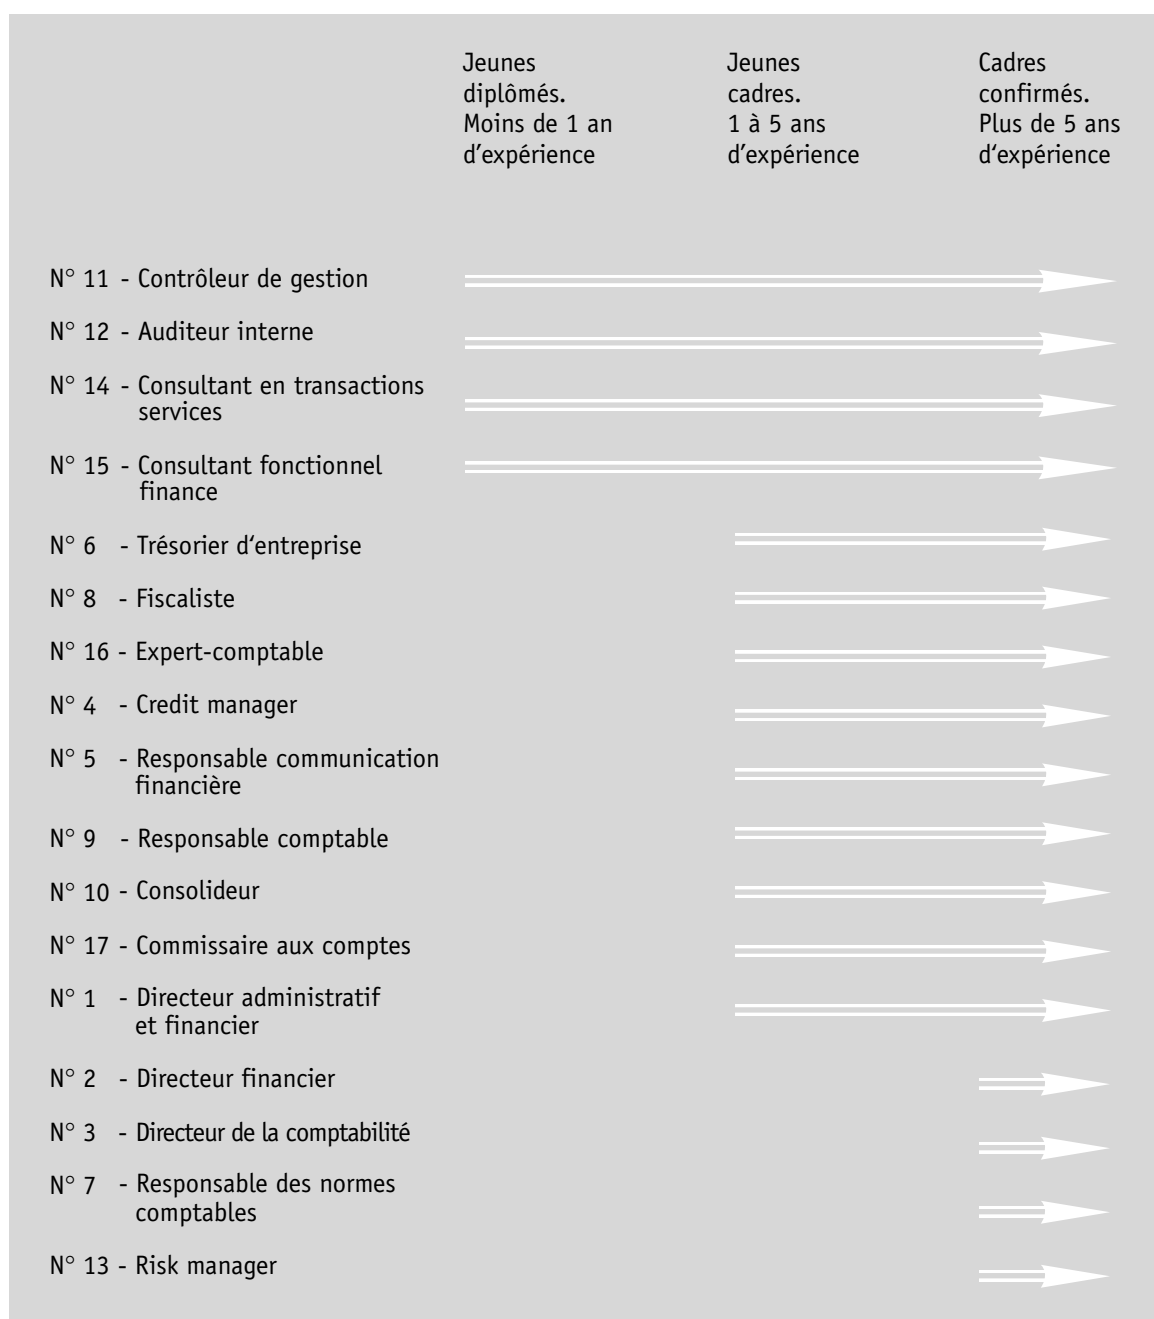 Jeunes
diplômés.
Moins de 1 an
d’expérience
Jeunes
cadres.
1 à 5 ans
d’expérience
Cadres
confirmés.
Plus de 5 ans
d‘expérience
N° 11 - Contrôleur de gestion
N° 12 - Auditeur interne
N° 14 - Consultant en transactions
services
N° 15 - Consultant fonctionnel
finance
N° 6 - Trésorier d‘entreprise
N° 8 - Fiscaliste
N° 16 - Expert-comptable
N° 4 - Credit manager
N° 5 - Responsable communication
financière
N° 9 - Responsable comptable
N° 10 - Consolideur
N° 17 - Commissaire aux comptes
N° 1 - Directeur administratif
et financier
N° 2 - Directeur financier
N° 3 - Directeur de la comptabilité
N° 7 - Responsable des normes
comptables
N° 13 - Risk manager